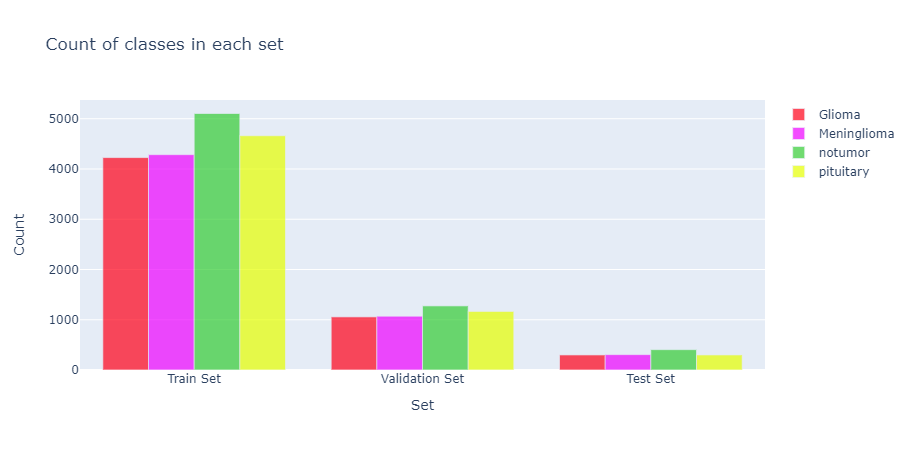 Count of classes in each set
5000
4000
3000
2000
1000
0
Count
Train Set
Validation Set
Test Set
Set
Glioma
Meninglioma
notumor
pituitary